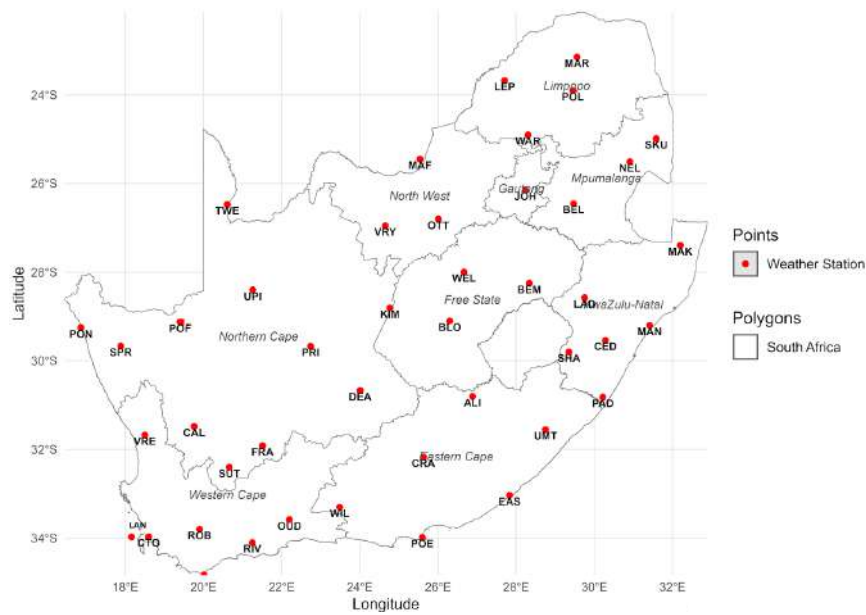 MAR
LEP
Limpopo
POL
24°S
WAR
SKU
MAF
NEL
Mpumalanga
Gauteng
JOH
North West
26°S
TWE
BEL
OTT
VRY
MAK
Points
Weather Station
WEL
28°S
BEM
UPI
Latitude
LAD
KwaZulu-Natal
Free State
KIM
POF
BLO
MAN
PON
Northern Cape
Polygons
South Africa
SPR
PRI
CED
SHA
30°S
DEA
ALI
PAD
CAL
VRE
UMT
FRA
32°S
CRA
Eastern Cape
SUT
Western Cape
EAS
WIL
LAN
OUD
ROB
34°S
CTO
RIV
POE
18°E 20°E 22°E 24°E 26°E 28°E 30°E 32°E
Longitude